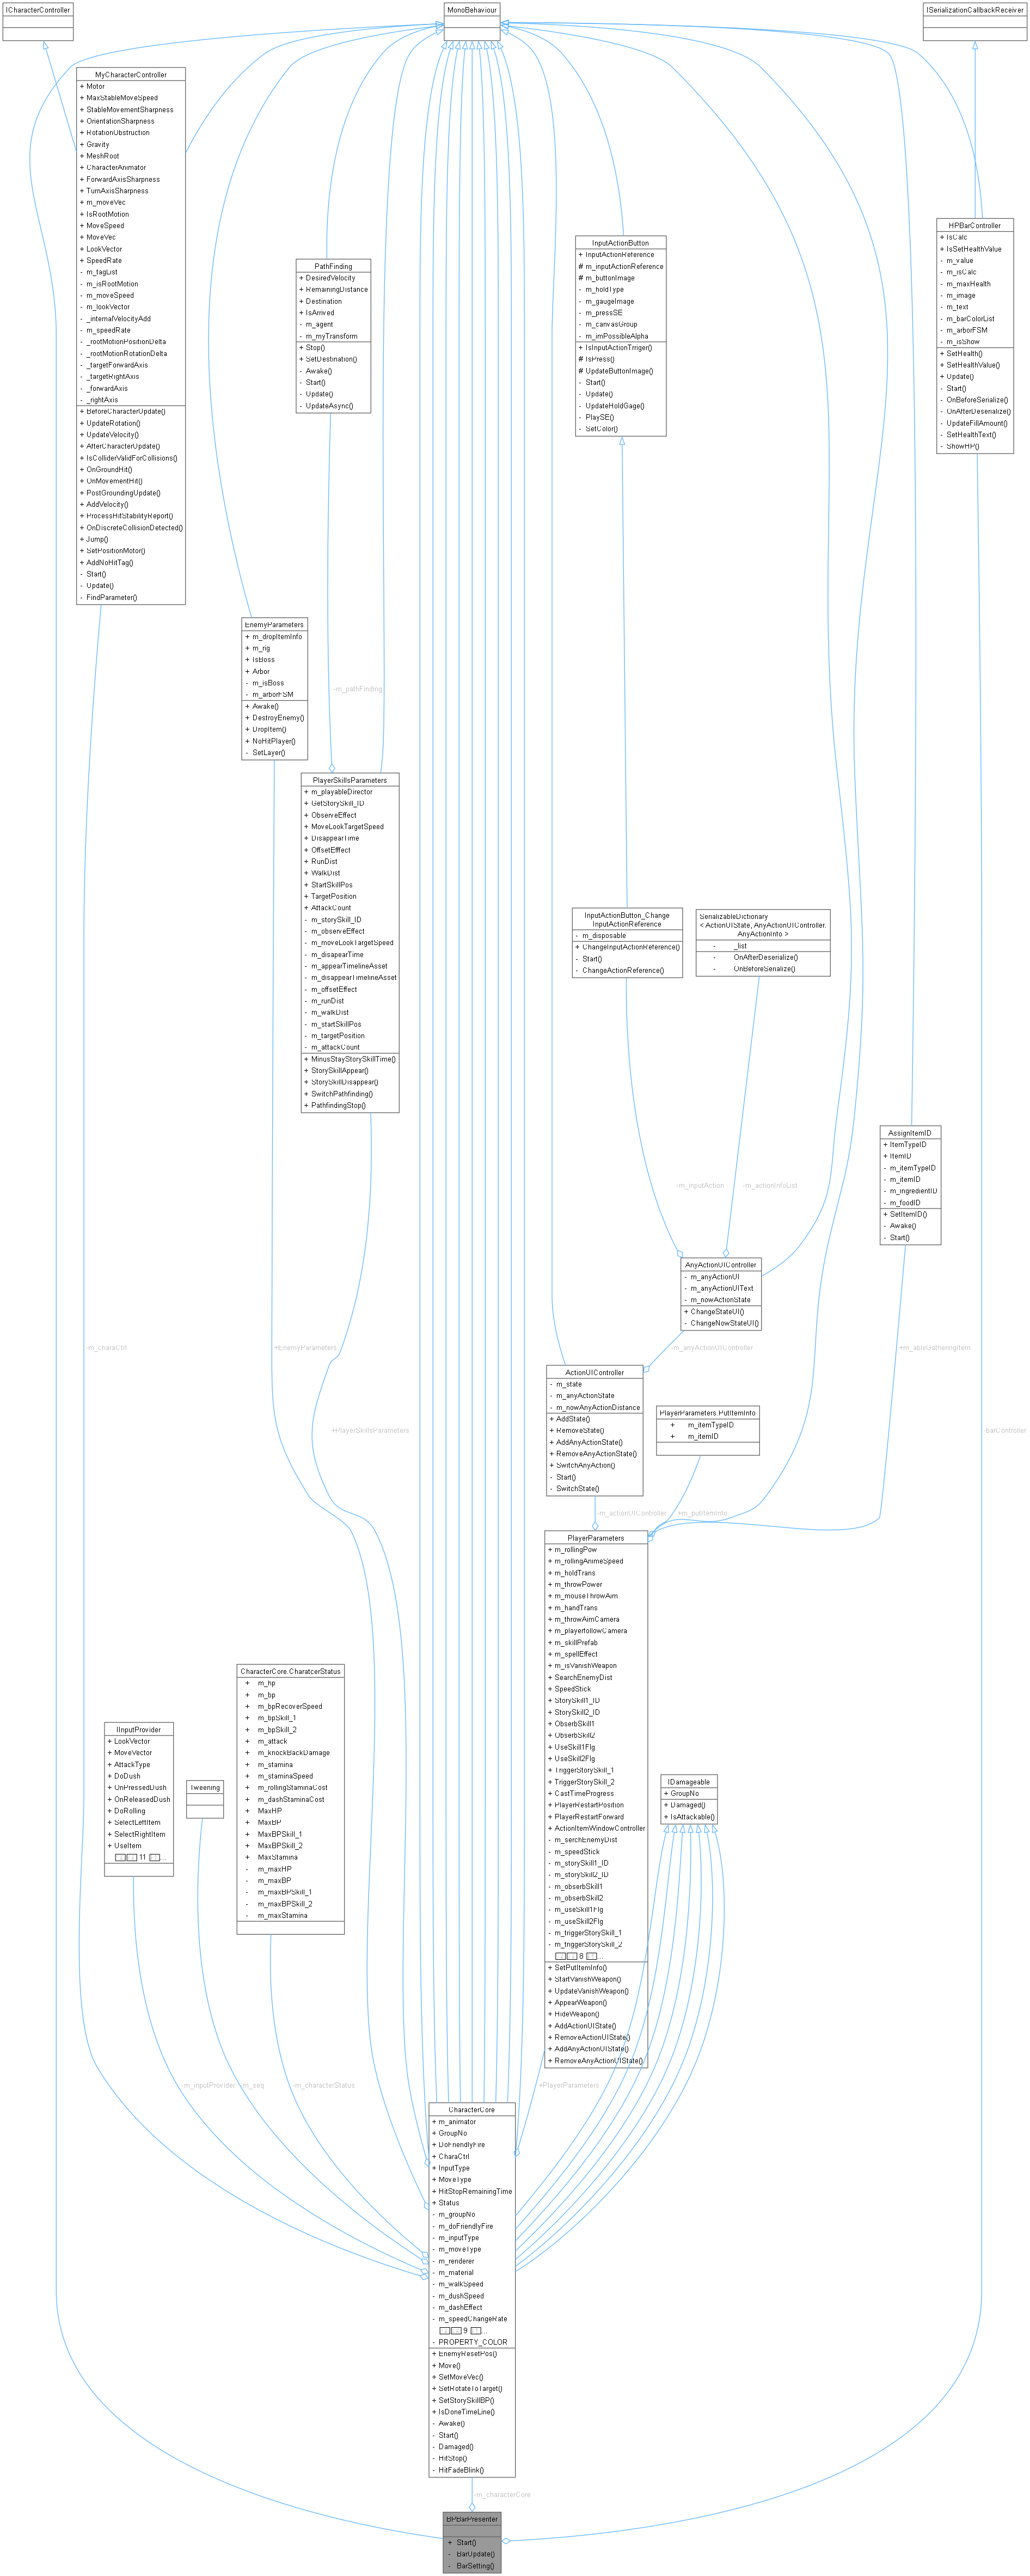 ICharacterController
MonoBehaviour
ISerializationCallbackReceiver
MyCharacterController
+ Motor
+ MaxStableMoveSpeed
+ StableMovementSharpness
+ OrientationSharpness
+ RotationObstruction
+ Gravity
+ MeshRoot
+ CharacterAnimator
+ ForwardAxisSharpness
+ TurnAxisSharpness
+ m_moveVec
+ IsRootMotion
+ MoveSpeed
+ MoveVec
+ LookVector
+ SpeedRate
- m_tagList
- m_isRootMotion
- m_moveSpeed
- m_lookVector
- _internalVelocityAdd
- m_speedRate
- _rootMotionPositionDelta
- _rootMotionRotationDelta
- _targetForwardAxis
- _targetRightAxis
- _forwardAxis
- _rightAxis
+ BeforeCharacterUpdate()
+ UpdateRotation()
+ UpdateVelocity()
+ AfterCharacterUpdate()
+ IsColliderValidForCollisions()
+ OnGroundHit()
+ OnMovementHit()
+ PostGroundingUpdate()
+ AddVelocity()
+ ProcessHitStabilityReport()
+ OnDiscreteCollisionDetected()
+ Jump()
+ SetPositionMotor()
+ AddNoHitTag()
- Start()
- Update()
- FindParameter()
HPBarController
+ IsCalc
+ IsSetHealthValue
- m_value
- m_isCalc
- m_maxHealth
- m_image
- m_text
- m_barColorList
- m_arborFSM
- m_isShow
+ SetHealth()
+ SetHealthValue()
+ Update()
- Start()
- OnBeforeSerialize()
- OnAfterDeserialize()
- UpdateFillAmount()
- SetHealthText()
- ShowHP()
InputActionButton
+ InputActionReference
# m_inputActionReference
# m_buttonImage
- m_holdType
- m_gaugeImage
- m_pressSE
- m_canvasGroup
- m_imPossibleAlpha
+ IsInputActionTrriger()
# IsPress()
# UpdateButtonImage()
- Start()
- Update()
- UpdateHoldGage()
- PlaySE()
- SetColor()
PathFinding
+ DesiredVelocity
+ RemainingDistance
+ Destination
+ IsArrived
- m_agent
- m_myTransform
+ Stop()
+ SetDestination()
- Awake()
- Start()
- Update()
- UpdateAsync()
EnemyParameters
+ m_dropItemInfo
+ m_rig
+ IsBoss
+ Arbor
- m_isBoss
- m_arborFSM
+ Awake()
+ DestroyEnemy()
+ DropItem()
+ NoHitPlayer()
- SetLayer()
-m_pathFinding
PlayerSkillsParameters
+ m_playableDirector
+ GetStorySkill_ID
+ ObserveEffect
+ MoveLookTargetSpeed
+ DisappearTime
+ OffsetEfffect
+ RunDist
+ WalkDist
+ StartSkillPos
+ TargetPosition
+ AttackCount
- m_storySkill_ID
- m_observeEffect
- m_moveLookTargetSpeed
- m_disapearTime
- m_appearTimelineAsset
- m_disappearTimelineAsset
- m_offsetEffect
- m_runDist
- m_walkDist
- m_startSkillPos
- m_targetPosition
- m_attackCount
+ MinusStayStorySkillTime()
+ StorySkillAppear()
+ StorySkillDisappear()
+ SwitchPathfinding()
+ PathfindingStop()
InputActionButton_Change
InputActionReference
- m_disposable
+ ChangeInputActionReference()
- Start()
- ChangeActionReference()
SerializableDictionary
< ActionUIState, AnyActionUIController.
AnyActionInfo >
- _list
- OnAfterDeserialize()
- OnBeforeSerialize()
AssignItemID
+ ItemTypeID
+ ItemID
- m_itemTypeID
- m_itemID
- m_ingredientID
- m_foodID
+ SetItemID()
- Awake()
- Start()
-m_inputAction
-m_actionInfoList
AnyActionUIController
- m_anyActionUI
- m_anyActionUIText
- m_nowActionState
+ ChangeStateUI()
- ChangeNowStateUI()
-m_charaCtrl
+EnemyParameters
-m_anyActionUIController
+m_ableGatheringItem
ActionUIController
- m_state
- m_anyActionState
- m_nowAnyActionDistance
+ AddState()
+ RemoveState()
+ AddAnyActionState()
+ RemoveAnyActionState()
+ SwitchAnyAction()
- Start()
- SwitchState()
PlayerParameters.PutItemInfo
+ m_itemTypeID
+ m_itemID
+PlayerSkillsParameters
-barController
-m_actionUIController
+m_putItemInfo
PlayerParameters
+ m_rollingPow
+ m_rollingAnimeSpeed
+ m_holdTrans
+ m_throwPower
+ m_mouseThrowAim
+ m_handTrans
+ m_throwAimCamera
+ m_playerfollowCamera
+ m_skillPrefab
+ m_spellEffect
+ m_isVanishWeapon
+ SearchEnemyDist
+ SpeedStick
+ StorySkill1_ID
+ StorySkill2_ID
+ ObserbSkill1
+ ObserbSkill2
+ UseSkill1Flg
+ UseSkill2Flg
+ TriggerStorySkill_1
+ TriggerStorySkill_2
+ CastTimeProgress
+ PlayerRestartPosition
+ PlayerRestartForward
+ ActionItemWindowController
- m_serchEnemyDist
- m_speedStick
- m_storySkill1_ID
- m_storySkill2_ID
- m_obserbSkill1
- m_obserbSkill2
- m_useSkill1Flg
- m_useSkill2Flg
- m_triggerStorySkill_1
- m_triggerStorySkill_2
8 ...
+ SetPutItemInfo()
+ StartVanishWeapon()
+ UpdateVanishWeapon()
+ AppearWeapon()
+ HideWeapon()
+ AddActionUIState()
+ RemoveActionUIState()
+ AddAnyActionUIState()
+ RemoveAnyActionUIState()
CharacterCore.CharatcerStatus
+ m_hp
+ m_bp
+ m_bpRecoverSpeed
+ m_bpSkill_1
+ m_bpSkill_2
+ m_attack
+ m_knockBackDamage
+ m_stamina
+ m_staminaSpeed
+ m_rollingStaminaCost
+ m_dashStaminaCost
+ MaxHP
+ MaxBP
+ MaxBPSkill_1
+ MaxBPSkill_2
+ MaxStamina
- m_maxHP
- m_maxBP
- m_maxBPSkill_1
- m_maxBPSkill_2
- m_maxStamina
IInputProvider
+ LookVector
+ MoveVector
+ AttackType
+ DoDush
+ OnPressedDush
+ OnReleasedDush
+ DoRolling
+ SelectLeftItem
+ SelectRightItem
+ UseItem
11 ...
Tweening
IDamageable
+ GroupNo
+ Damaged()
+ IsAttackable()
-m_inputProvider
-m_seq
-m_characterStatus
+PlayerParameters
CharacterCore
+ m_animator
+ GroupNo
+ DoFriendlyFire
+ CharaCtrl
+ InputType
+ MoveType
+ HitStopRemainingTime
+ Status
- m_groupNo
- m_doFriendlyFire
- m_inputType
- m_moveType
- m_renderer
- m_material
- m_walkSpeed
- m_dushSpeed
- m_dashEffect
- m_speedChangeRate
9 ...
- PROPERTY_COLOR
+ EnemyResetPos()
+ Move()
+ SetMoveVec()
+ SetRotateToTarget()
+ SetStorySkillBP()
+ IsDoneTimeLine()
- Awake()
- Start()
- Damaged()
- HitStop()
- HitFadeBlink()
-m_characterCore
BPBarPresenter
+ Start()
- BarUpdate()
- BarSetting()